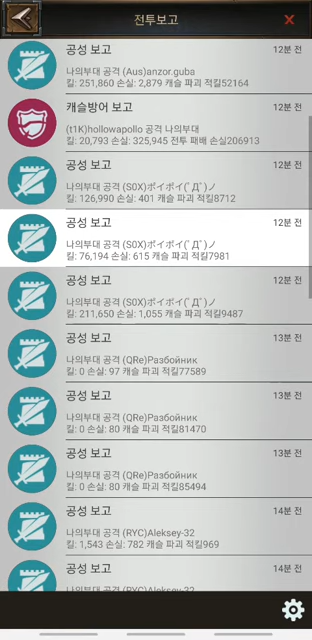 전투보고
공성 보고
12분 전
나의부대 공격 (Aus)anzor.guba
킬: 251,860 손실: 2,879 캐슬 파괴 적킬52164
캐슬방어 보고
12분 전
(t1K)hollowapollo 공격 나의부대
킬: 20,793 손실: 325,945 전투 패배 손실206913
공성 보고
12분 전
나의부대 공격 (S0X)ボイボイ(ﾟДﾟ)ノ
킬: 126,990 손실: 401 캐슬 파괴 적킬8712
공성 보고
12분 전
나의부대 공격 (S0X)ボイボイ(ﾟДﾟ)ノ
킬: 76,194 손실: 615 캐슬 파괴 적킬7981
공성 보고
12분 전
나의부대 공격 (S0X)ボイボイ(ﾟДﾟ)ノ
킬: 211,650 손실: 1,055 캐슬 파괴 적킬9487
공성 보고
13분 전
나의부대 공격 (QRe)Разбойник
킬: 0 손실: 97 캐슬 파괴 적킬77589
공성 보고
13분 전
나의부대 공격 (QRe)Разбойник
킬: 0 손실: 80 캐슬 파괴 적킬81470
공성 보고
13분 전
나의부대 공격 (QRe)Разбойник
킬: 0 손실: 80 캐슬 파괴 적킬85494
공성 보고
14분 전
나의부대 공격 (RYC)Aleksey-32
킬: 1,543 손실: 782 캐슬 파괴 적킬969
공성 보고
14분 전
나의부대 공격 (RYC)Aleksey-32